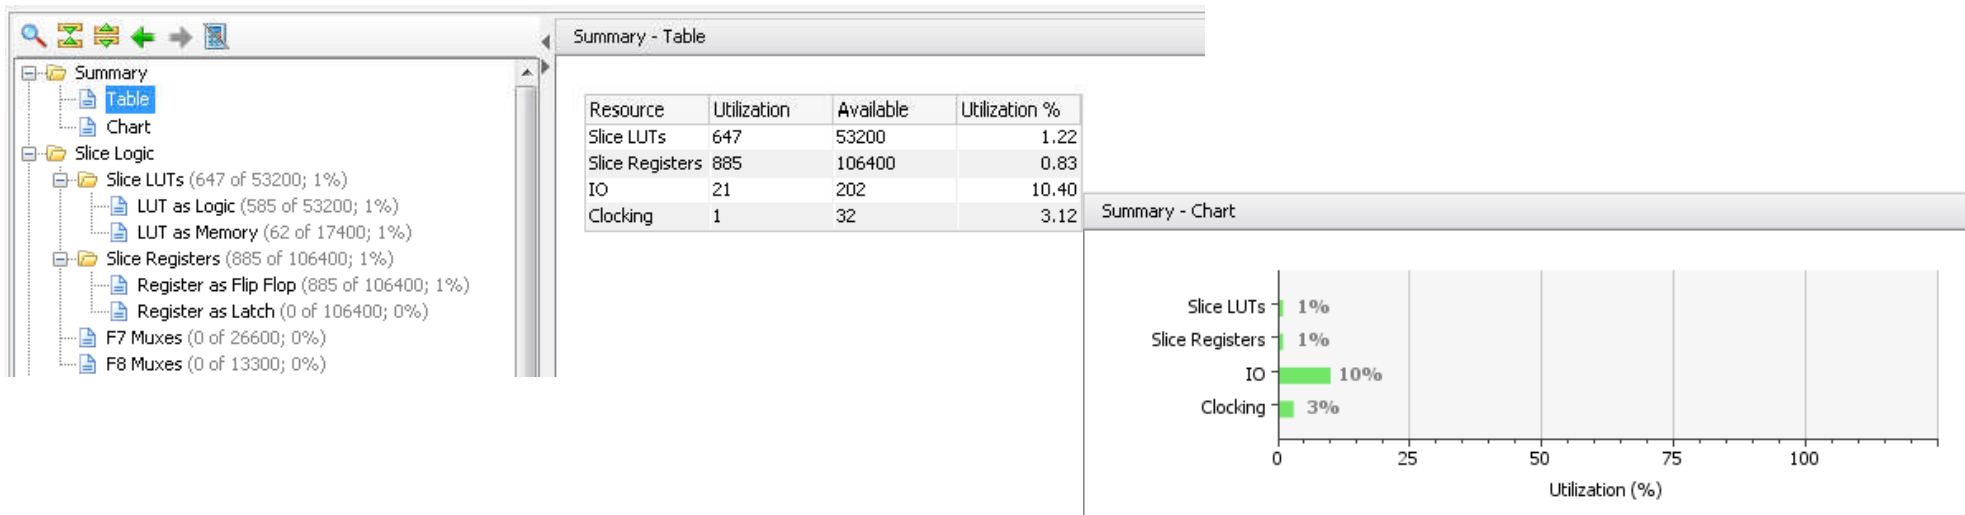 Summary
Table
Chart
Slice Logic
Slice LUTs (647 of 53200; 1%)
LUT as Logic (585 of 53200; 1%)
LUT as Memory (62 of 17400; 1%)
Slice Registers (885 of 106400; 1%)
Register as Flip Flop (885 of 106400; 1%)
Register as Latch (0 of 106400; 0%)
F7 Muxes (0 of 26600; 0%)
F8 Muxes (0 of 13300; 0%)
Summary - Table
Resource Utilization Available Utilization %
Slice LUTs 647 53200 1.22
Slice Registers 885 106400 0.83
IO 21 202 10.40
Clocking 1 32 3.12
Summary - Chart
Slice LUTs 1%
Slice Registers 1%
IO 10%
Clocking 3%
0 25 50 75 100
Utilization (%)